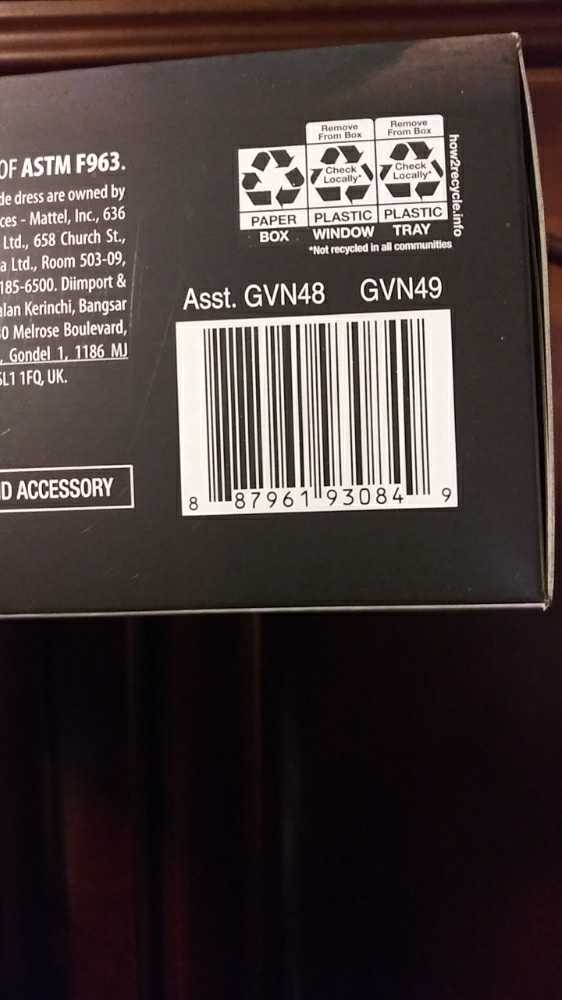 OF ASTM F963.
de dress are owned by
ces - Mattel, Inc., 636
Ltd., 658 Church St.,
a Ltd., Room 503-09,
185-6500. Diimport &
alan Kerinchi, Bangsar
0 Melrose Boulevard,
, Gondel 1, 1186 MJ
SL1 1FQ, UK.
D ACCESSORY
Remove
From Box
Remove
From Box
Check
Locally*
Check
Locally*
PAPER
PLASTIC
PLASTIC
BOX
WINDOW
TRAY
*Not recycled in all communities
how2recycle.info
Asst. GVN48 GVN49
8 87961 93084 9